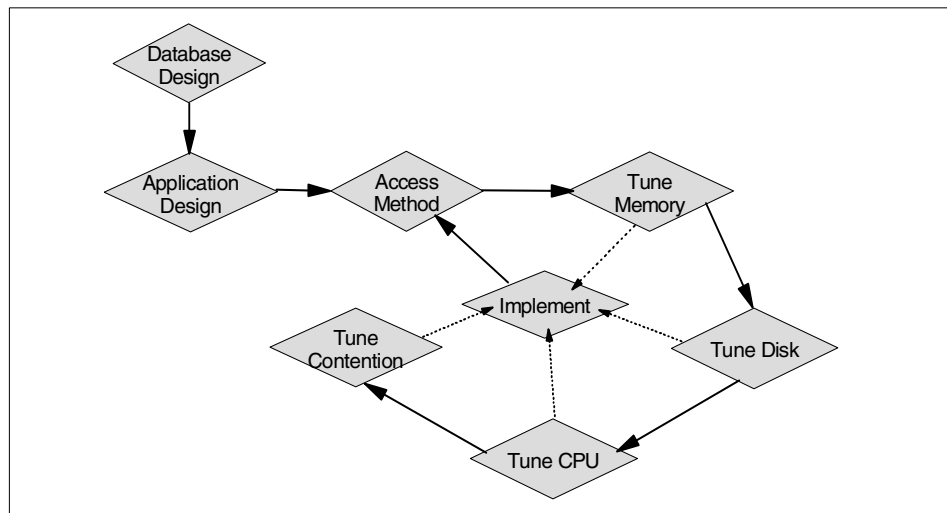 Database
Design
Application
Design
Access
Method
Tune
Memory
Implement
Tune
Contention
Tune Disk
Tune CPU